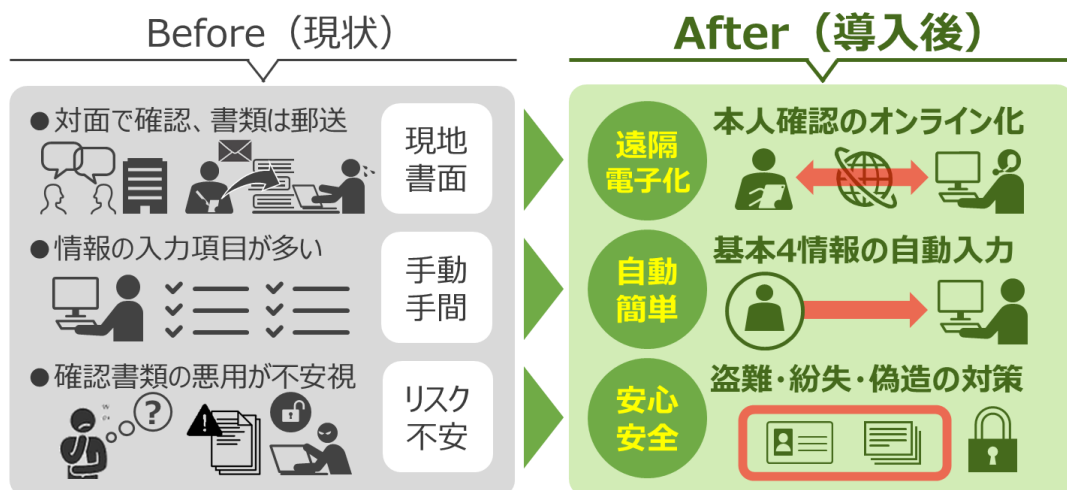 Before（現状）
After（導入後）
●対面で確認、書類は郵送
現地
書面
遠隔
電子化
本人確認のオンライン化
●情報の入力項目が多い
手動
手間
自動
簡単
基本4情報の自動入力
●確認書類の悪用が不安視
リスク
不安
安心
安全
盗難・紛失・偽造の対策